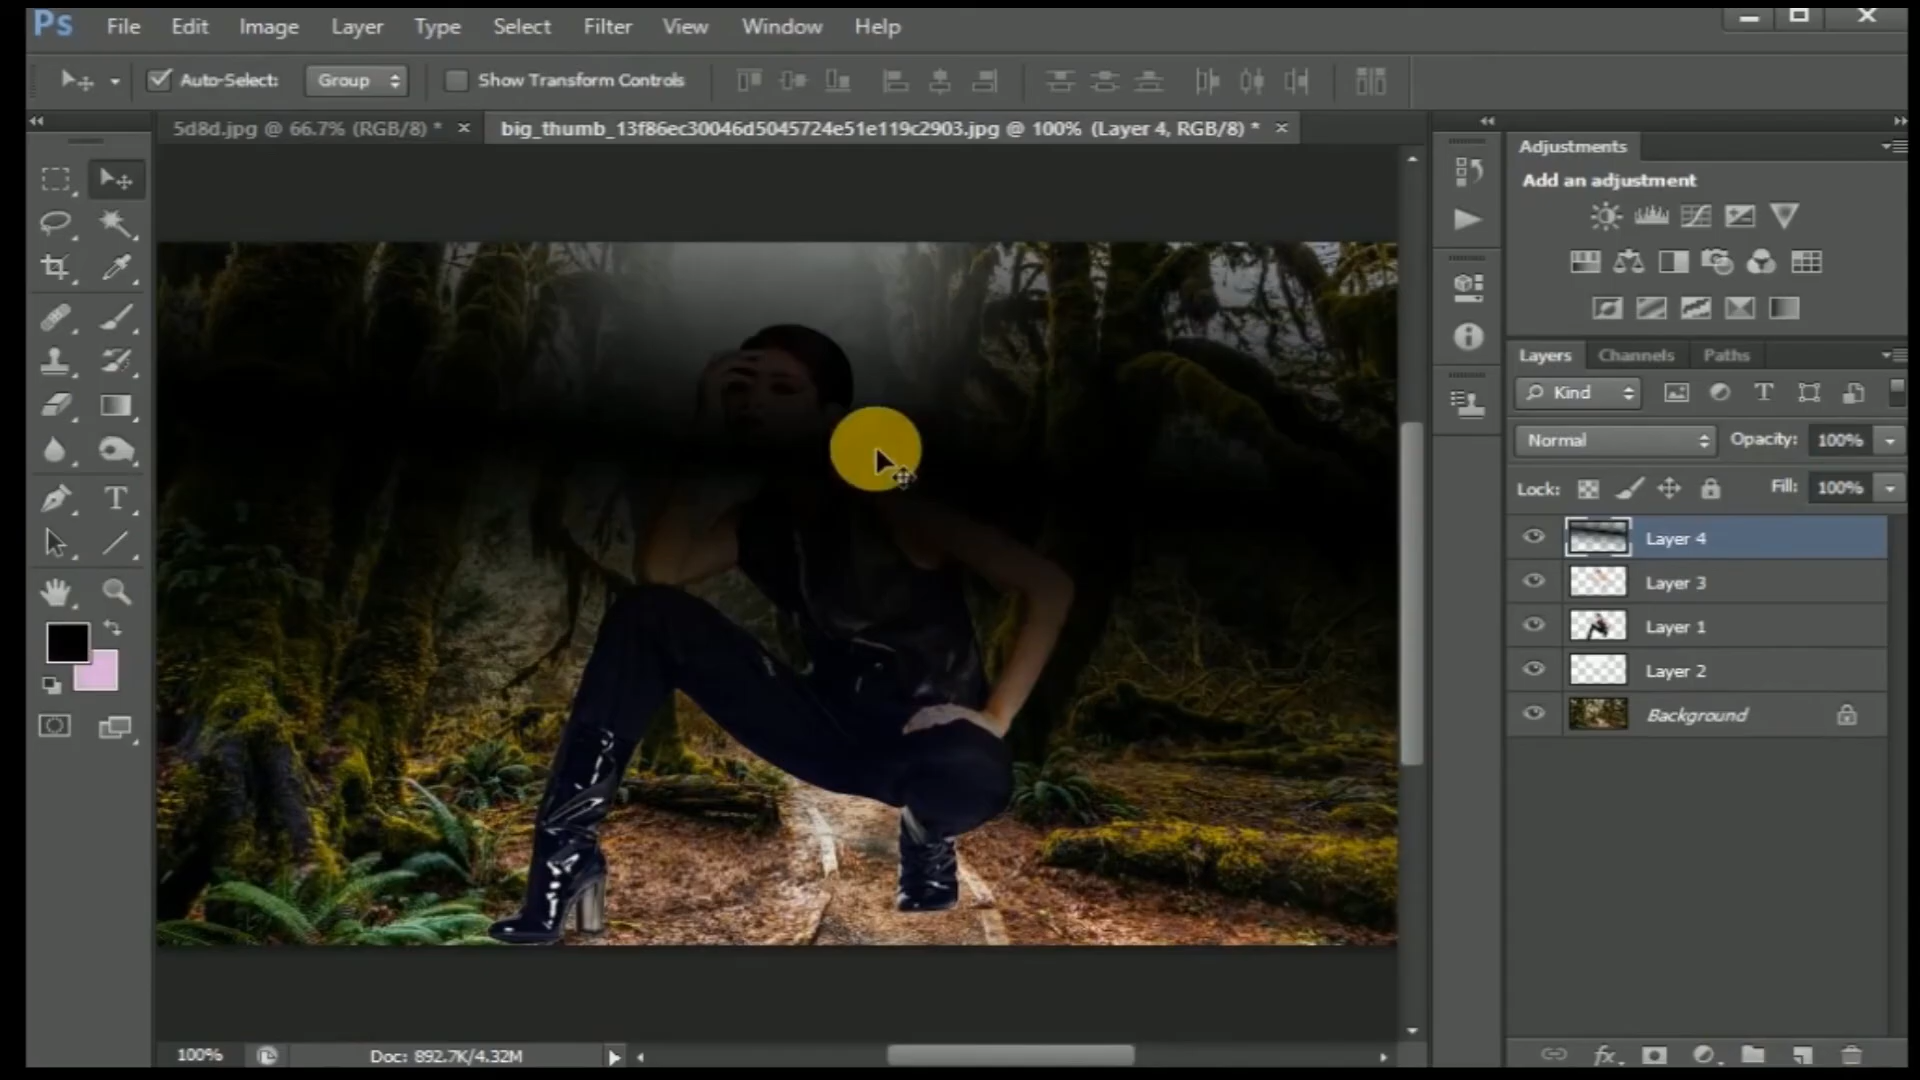 Ps File Edit Image Layer Type Select Filter View Window Help
Auto-Select: Group Show Transform Controls
5d8d.jpg @ 66.7% (RGB/8) * big_thumb_13f86ec30046d5045724e51e119c2903.jpg @ 100% (Layer 4, RGB/8) *
Adjustments
Add an adjustment
Layers Channels Paths
Kind
Normal Opacity: 100%
Lock: Fill: 100%
Layer 4
Layer 3
Layer 1
Layer 2
Background
100% Doc: 892.7K/4.32M